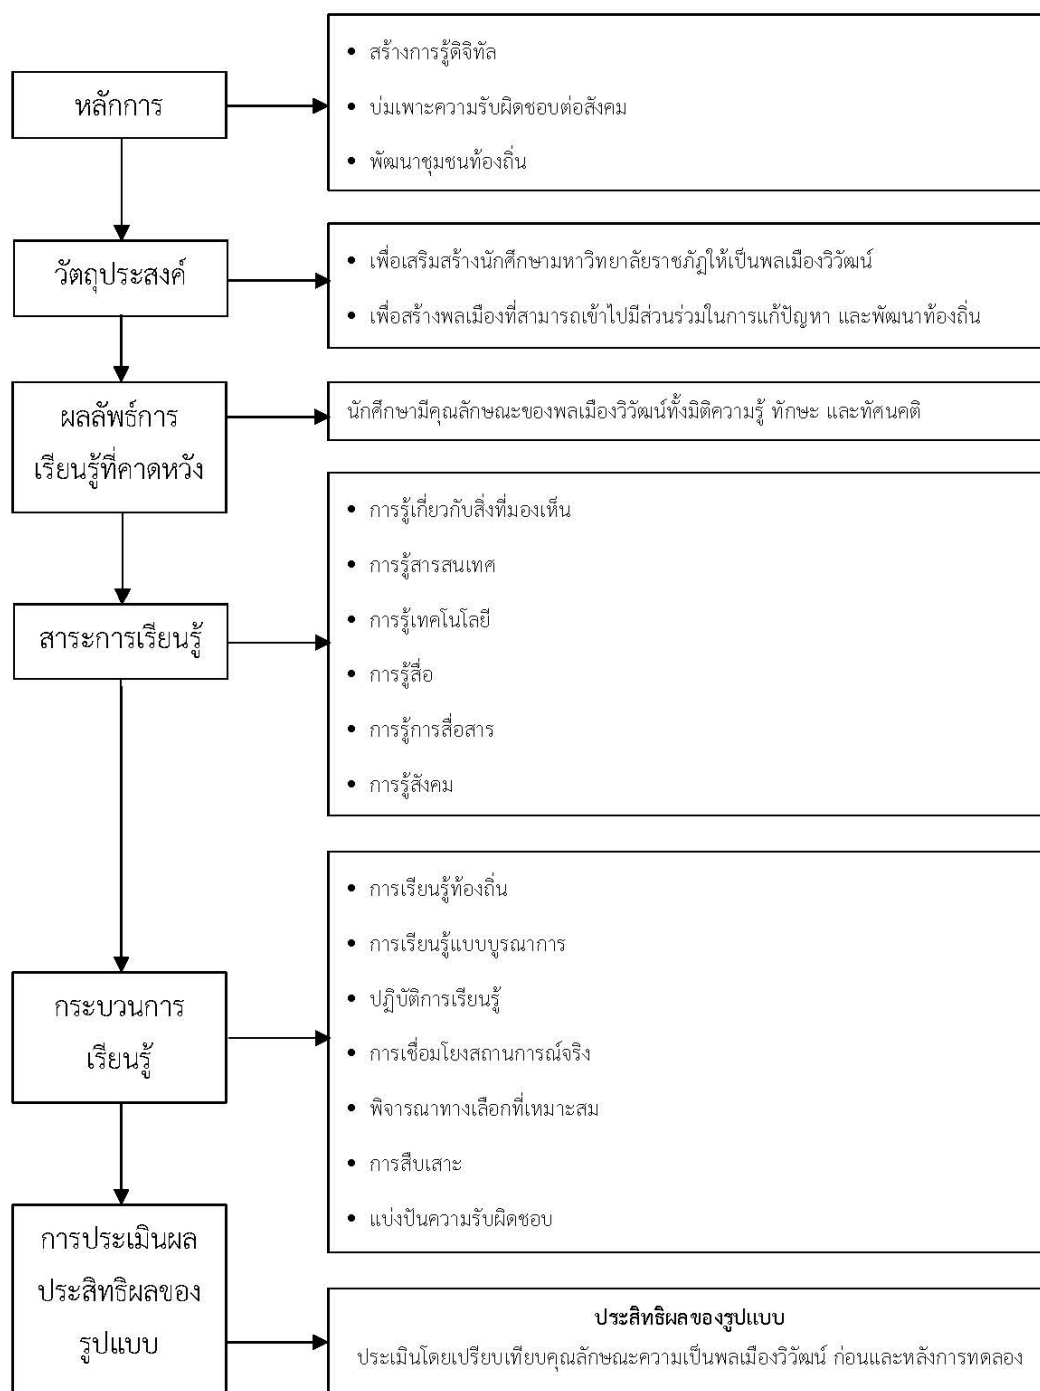 หลักการ
• สร้างการรู้ดิจิทัล
• บ่มเพาะความรับผิดชอบต่อสังคม
• พัฒนาชุมชนท้องถิ่น
วัตถุประสงค์
• เพื่อเสริมสร้างนักศึกษามหาวิทยาลัยราชภัฏให้เป็นพลเมืองวิวัฒน์
• เพื่อสร้างพลเมืองที่สามารถเข้าไปมีส่วนร่วมในการแก้ปัญหา และพัฒนาท้องถิ่น
ผลลัพธ์การ
เรียนรู้ที่คาดหวัง
นักศึกษามีคุณลักษณะของพลเมืองวิวัฒน์ทั้งมิติความรู้ ทักษะ และทัศนคติ
สาระการเรียนรู้
• การรู้เกี่ยวกับสิ่งที่มองเห็น
• การรู้สารสนเทศ
• การรู้เทคโนโลยี
• การรู้สื่อ
• การรู้การสื่อสาร
• การรู้สังคม
กระบวนการ
เรียนรู้
• การเรียนรู้ท้องถิ่น
• การเรียนรู้แบบบูรณาการ
• ปฏิบัติการเรียนรู้
• การเชื่อมโยงสถานการณ์จริง
• พิจารณาทางเลือกที่เหมาะสม
• การสืบเสาะ
• แบ่งปันความรับผิดชอบ
การประเมินผล
ประสิทธิผลของ
รูปแบบ
ประสิทธิผลของรูปแบบ
ประเมินโดยเปรียบเทียบคุณลักษณะความเป็นพลเมืองวิวัฒน์ ก่อนและหลังการทดลอง